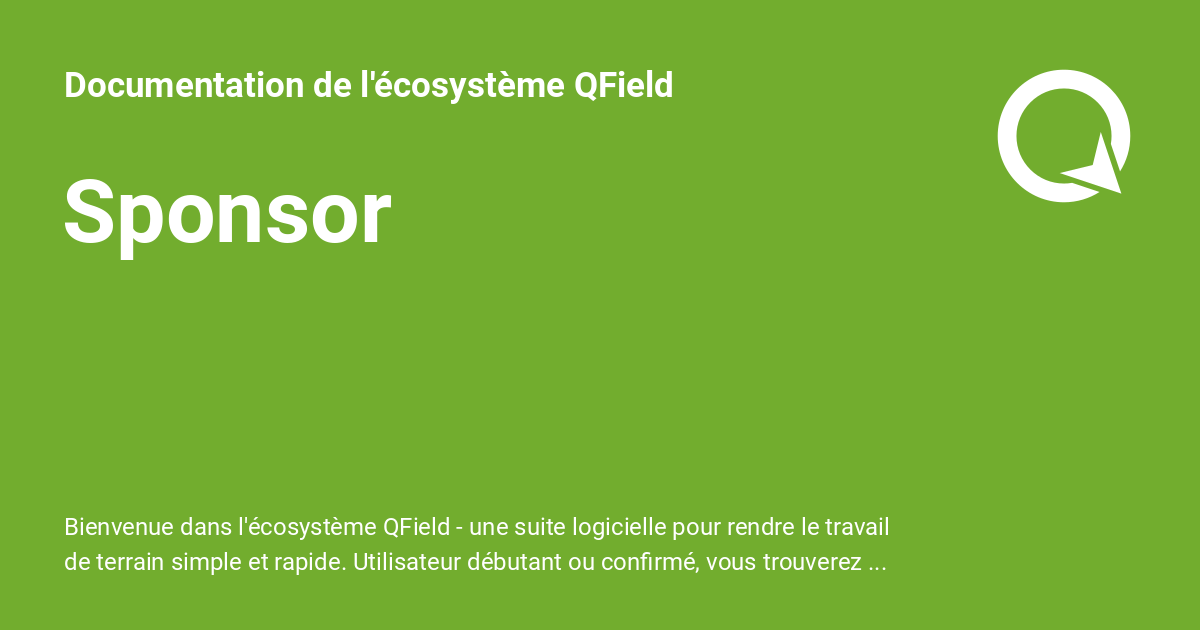 Documentation de l'écosystème QField
Sponsor
Bienvenue dans l'écosystème QField - une suite logicielle pour rendre le travail
de terrain simple et rapide. Utilisateur débutant ou confirmé, vous trouverez ...